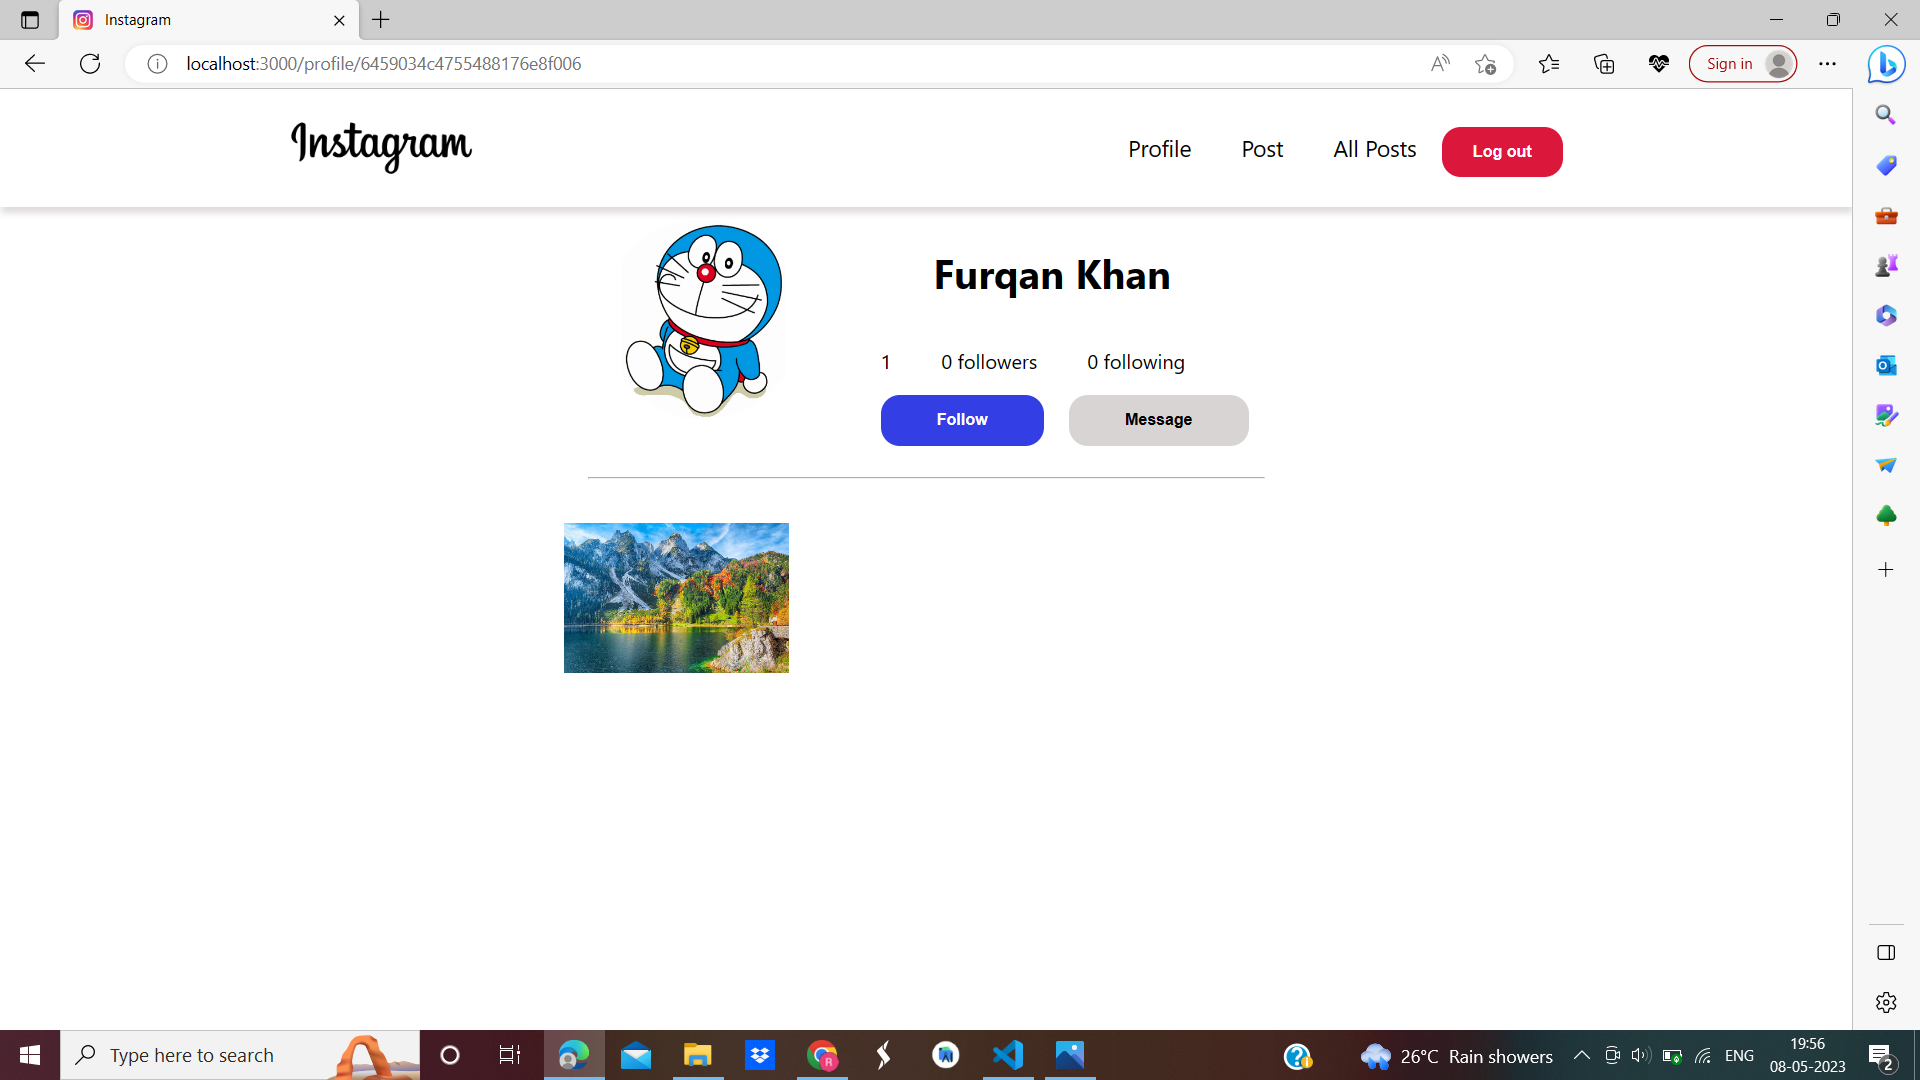 Instagram
localhost:3000/profile/6459034c4755488176e8f006
Sign in
Instagram
Profile
Post
All Posts
Log out
Furqan Khan
1
0 followers
0 following
Follow
Message
Type here to search
R
26°C Rain showers
ENG
19:56
08-05-2023
2